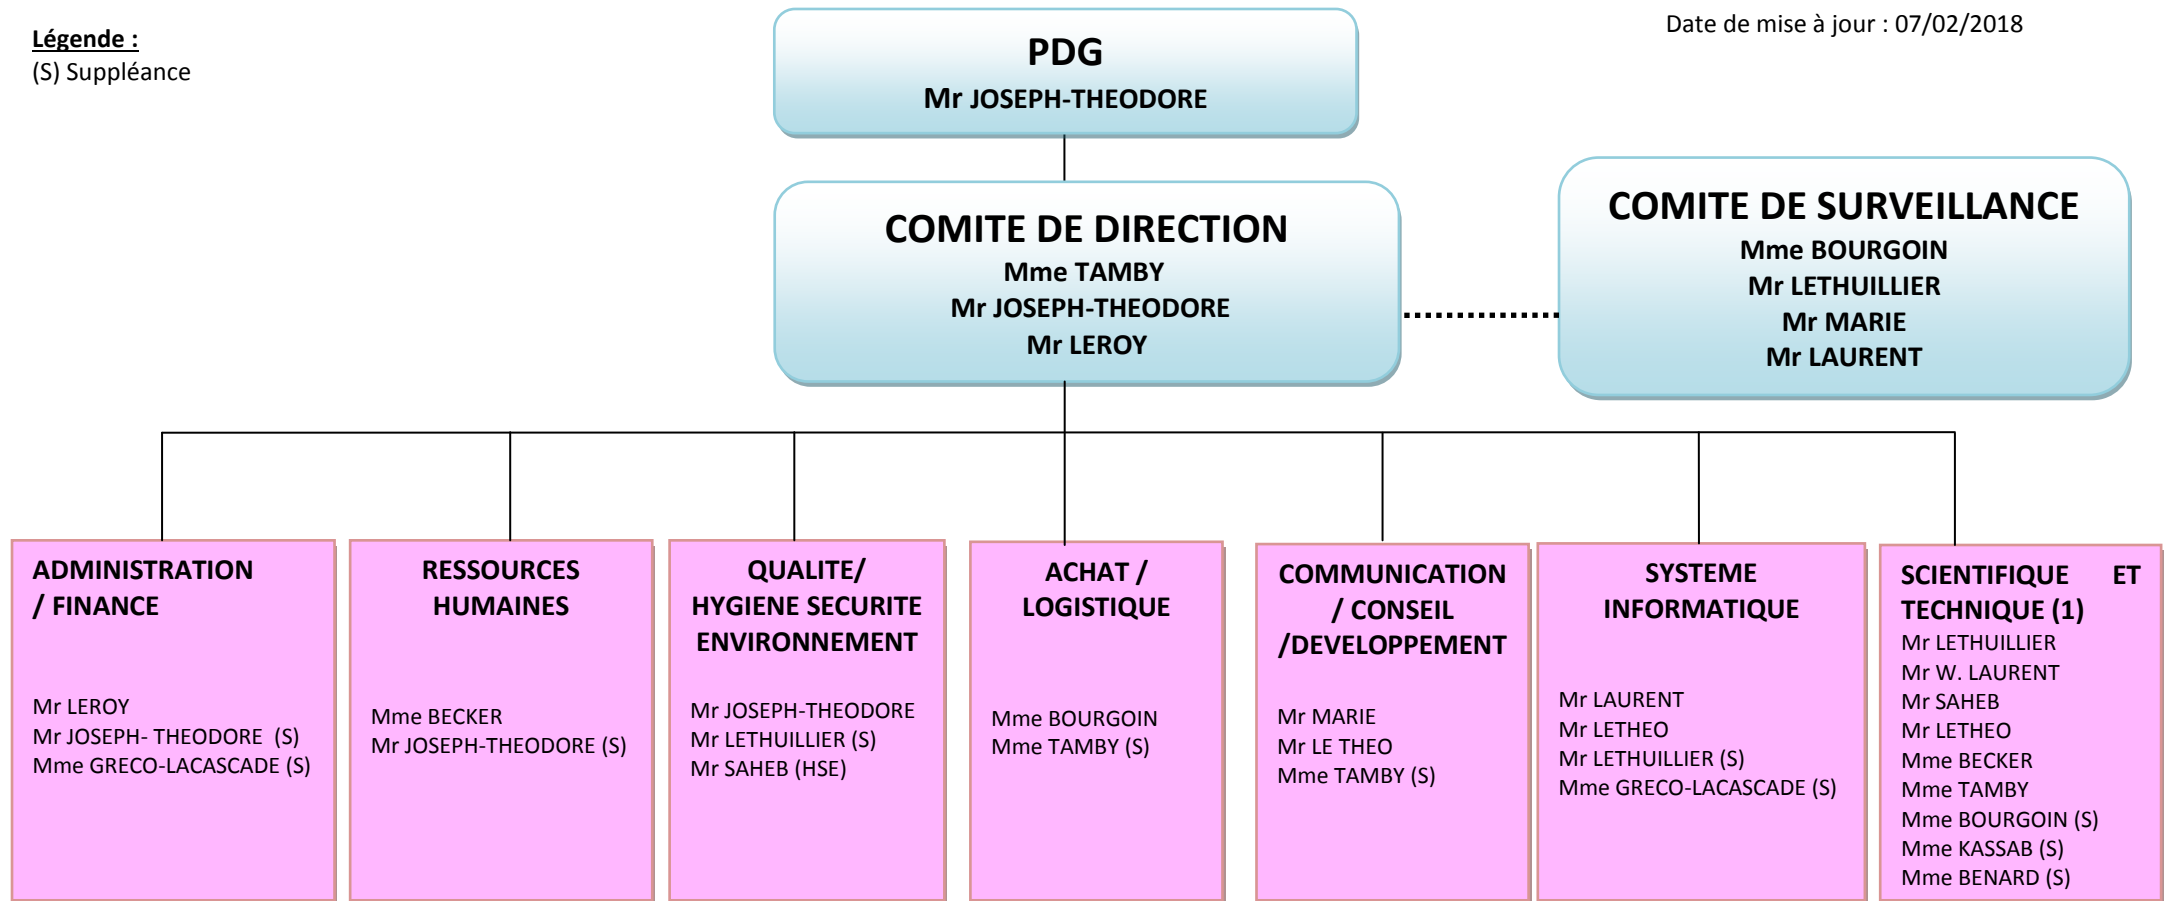 Légende :
(S) Suppléance
Date de mise à jour : 07/02/2018
PDG
Mr JOSEPH-THEODORE
COMITE DE DIRECTION
Mme TAMBY
Mr JOSEPH-THEODORE
Mr LEROY
COMITE DE SURVEILLANCE
Mme BOURGOIN
Mr LETHUILLIER
Mr MARIE
Mr LAURENT
ADMINISTRATION
/ FINANCE
Mr LEROY
Mr JOSEPH- THEODORE (S)
Mme GRECO-LACASCADE (S)
RESSOURCES
HUMAINES
Mme BECKER
Mr JOSEPH-THEODORE (S)
QUALITE/
HYGIENE SECURITE
ENVIRONNEMENT
Mr JOSEPH-THEODORE
Mr LETHUILLIER (S)
Mr SAHEB (HSE)
ACHAT /
LOGISTIQUE
Mme BOURGOIN
Mme TAMBY (S)
COMMUNICATION
/ CONSEIL
/DEVELOPPEMENT
Mr MARIE
Mr LE THEO
Mme TAMBY (S)
SYSTEME
INFORMATIQUE
Mr LAURENT
Mr LETHEO
Mr LETHUILLIER (S)
Mme GRECO-LACASCADE (S)
SCIENTIFIQUE ET
TECHNIQUE (1)
Mr LETHUILLIER
Mr W. LAURENT
Mr SAHEB
Mr LETHEO
Mme BECKER
Mme TAMBY
Mme BOURGOIN (S)
Mme KASSAB (S)
Mme BENARD (S)